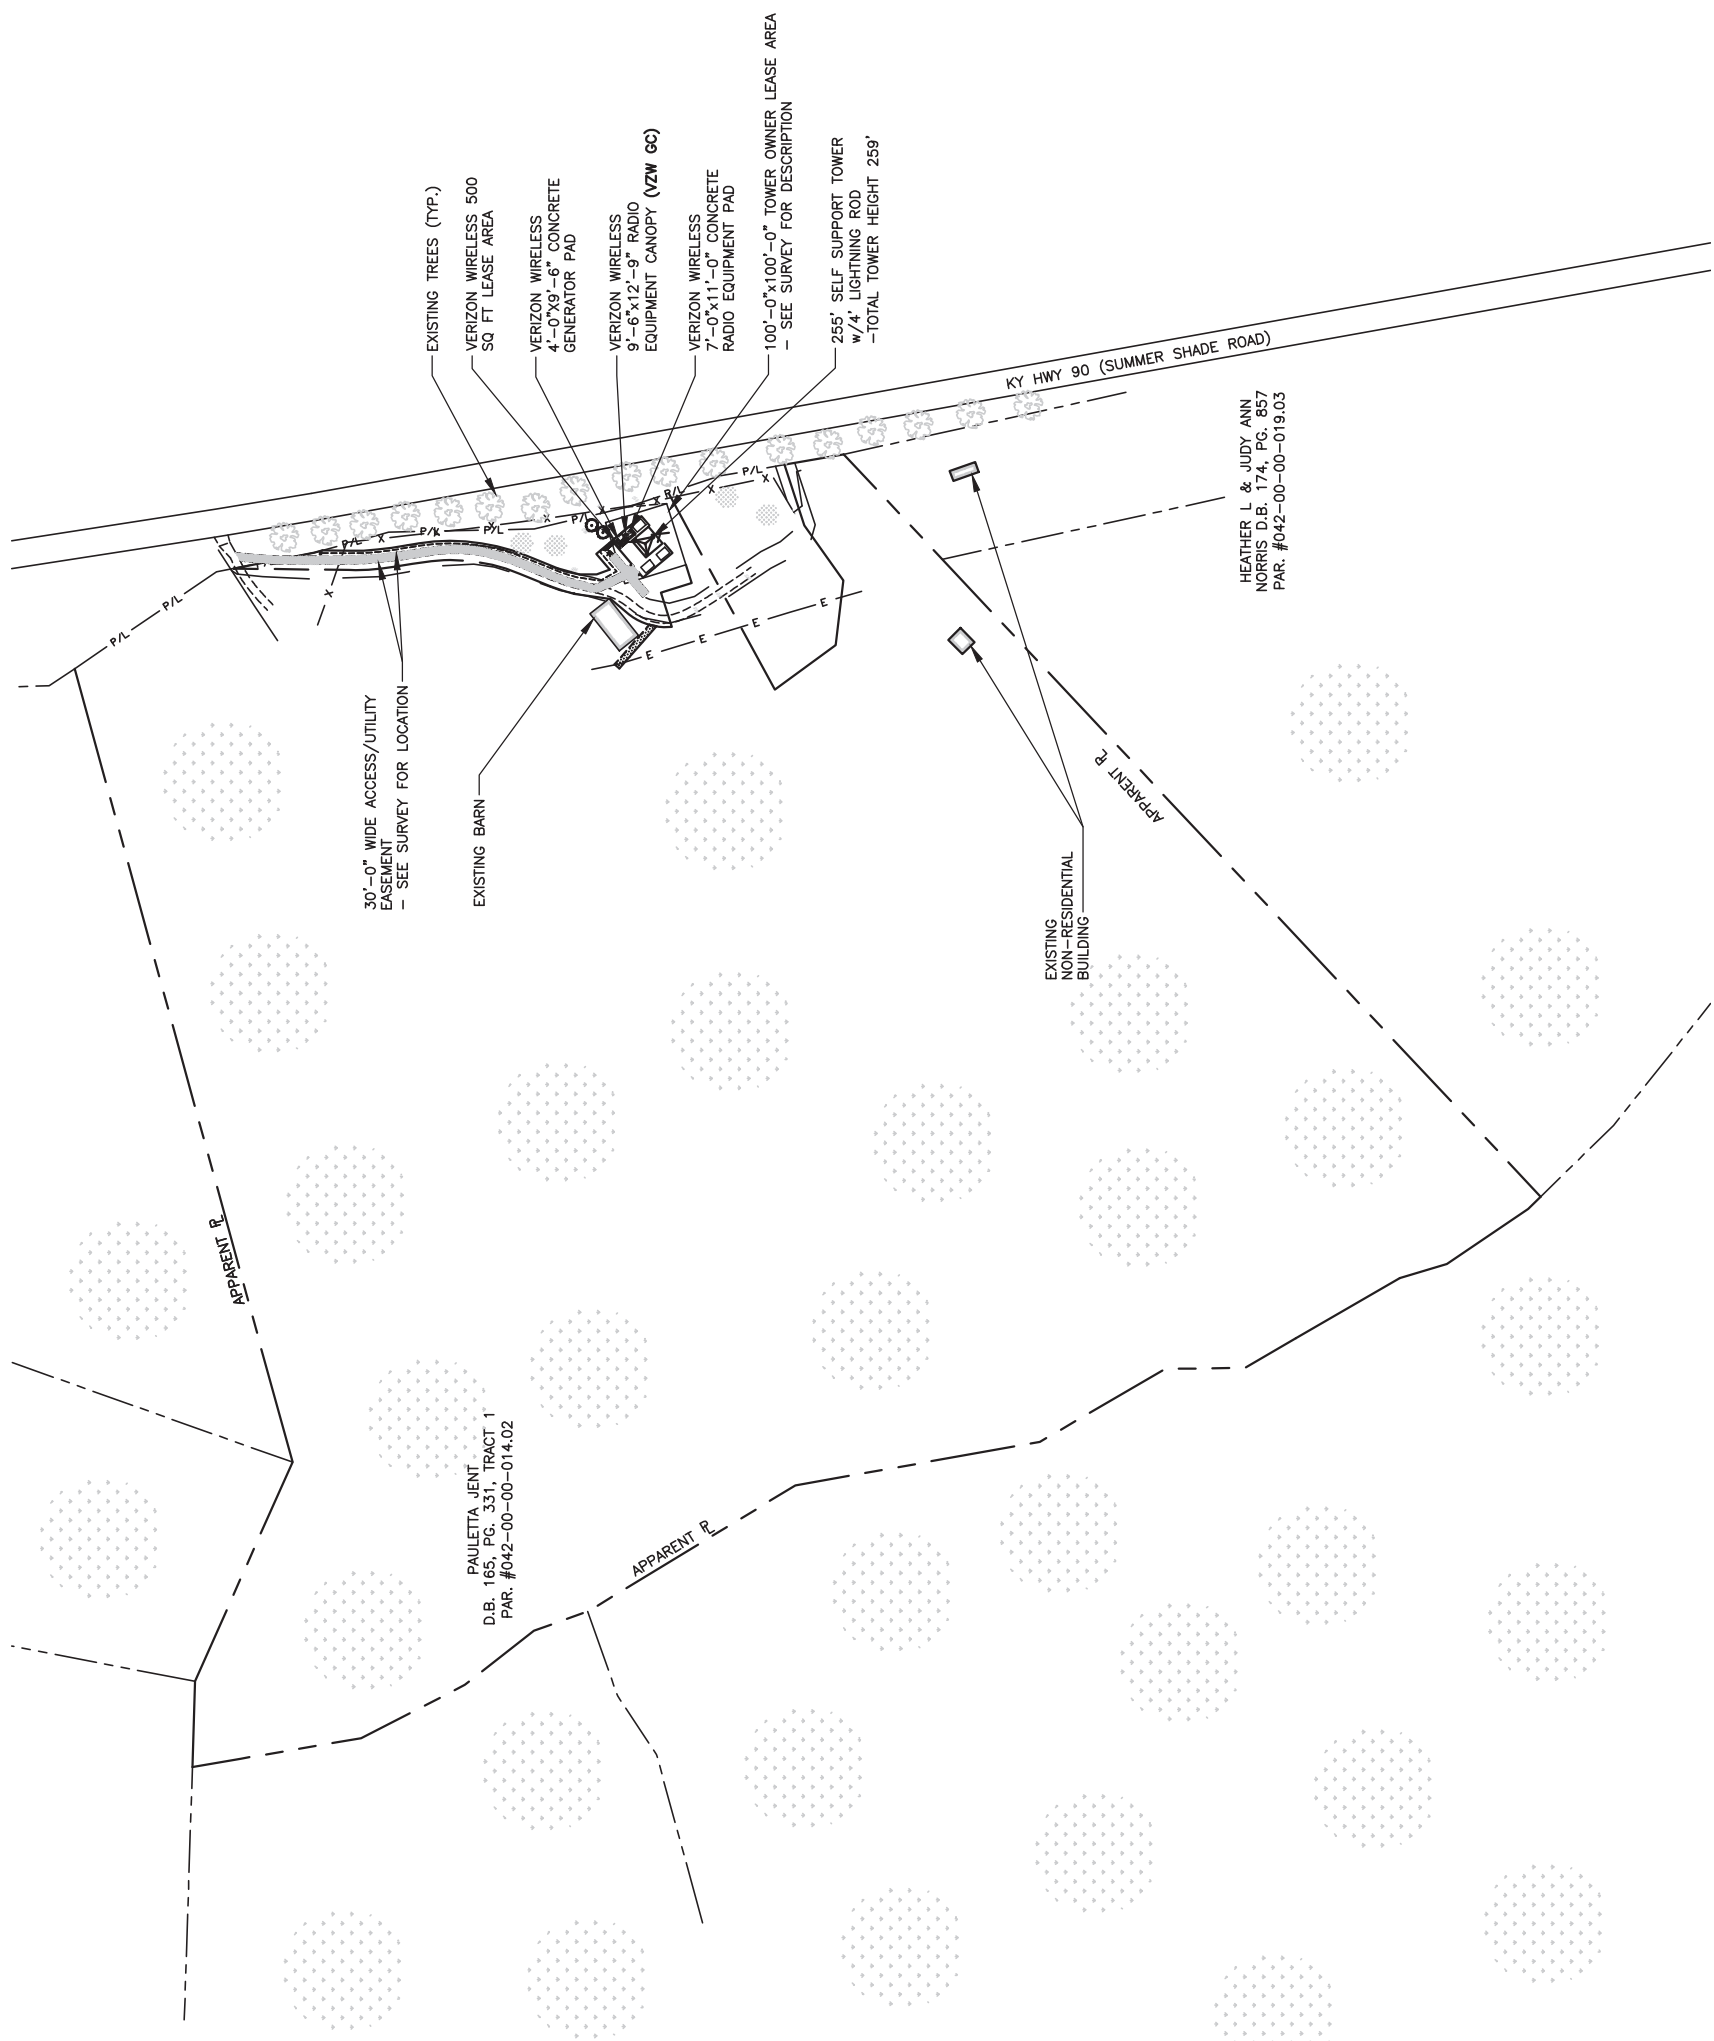 EXISTING TREES (TYP.)
VERIZON WIRELESS 500
SQ FT LEASE AREA
VERIZON WIRELESS
4'-0"x9'-6" CONCRETE
GENERATOR PAD
VERIZON WIRELESS
9'-6"x12'-9" RADIO
EQUIPMENT CANOPY (VZW GC)
VERIZON WIRELESS
7'-0"x11'-0" CONCRETE
RADIO EQUIPMENT PAD
100'-0"x100'-0" TOWER OWNER LEASE AREA
- SEE SURVEY FOR DESCRIPTION
255' SELF SUPPORT TOWER
w/4' LIGHTNING ROD
-TOTAL TOWER HEIGHT 259'
KY HWY 90 (SUMMER SHADE ROAD)
HEATHER L & JUDY ANN
NORRIS D.B. 174, PG. 857
PAR. #042-00-00-019.03
P/L
P/L
P/L
X
X
P/L
X
P/L
X
X
P/L
X
X
P/L
X
X
P/L
X
E
E
E
E
30'-0" WIDE ACCESS/UTILITY
EASEMENT
- SEE SURVEY FOR LOCATION
EXISTING BARN
EXISTING
NON-RESIDENTIAL
BUILDING
APPARENT PL
APPARENT PL
APPARENT PL
PAULETTA JENT
D.B. 165, PG. 331, TRACT 1
PAR. #042-00-00-014.02